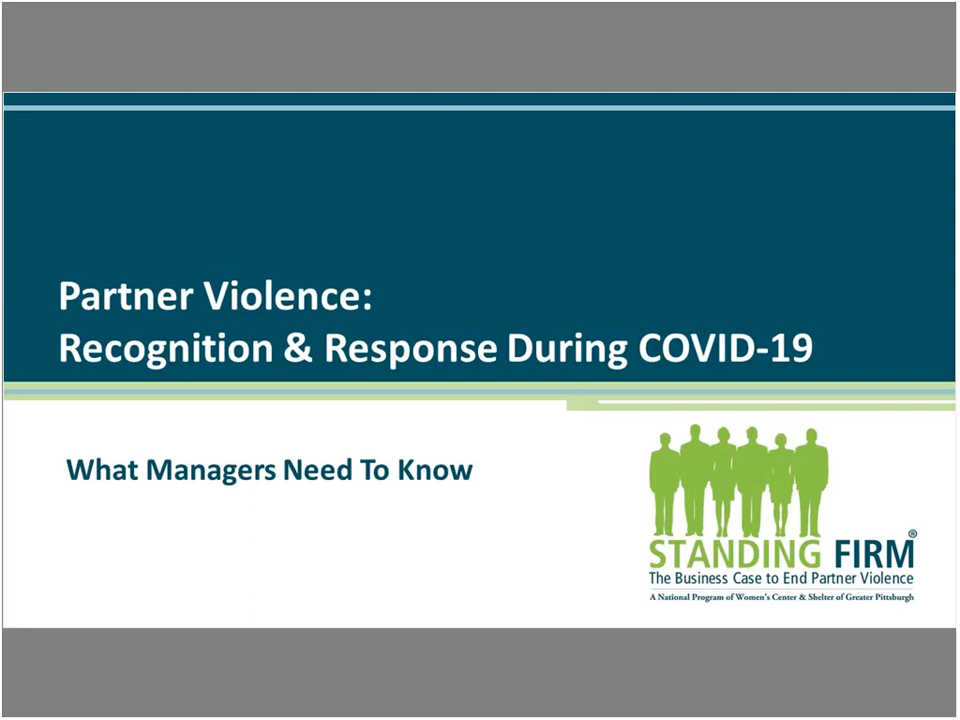 Partner Violence:
Recognition & Response During COVID-19
What Managers Need To Know
STANDING FIRM®
The Business Case to End Partner Violence
A National Program of Women's Center & Shelter of Greater Pittsburgh